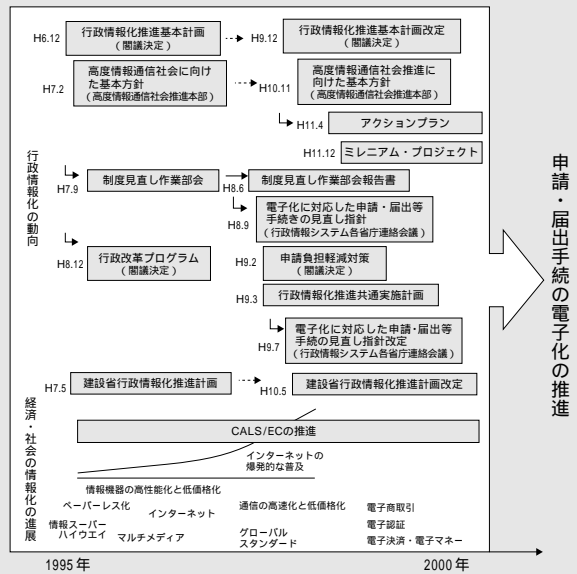 H6.12
行政情報化推進基本計画
(閣議決定)
H9.12
行政情報化推進基本計画改定
(閣議決定)
H7.2
高度情報通信社会に向け
た基本方針
(高度情報通信社会推進本部)
H10.11
高度情報通信社会推進に
向けた基本方針
(高度情報通信社会推進本部)
H11.4
アクションプラン
H11.12
ミレニアム・プロジェクト
行政情報化の動向
H7.9
制度見直し作業部会
H8.6
制度見直し作業部会報告書
H8.9
電子化に対応した申請・届出等
手続きの見直し指針
(行政情報システム各省庁連絡会議)
H8.12
行政改革プログラム
(閣議決定)
H9.2
申請負担軽減対策
(閣議決定)
H9.3
行政情報化推進共通実施計画
H9.7
電子化に対応した申請・届出等
手続の見直し指針改定
(行政情報システム各省庁連絡会議)
H7.5
建設省行政情報化推進計画
H10.5
建設省行政情報化推進計画改定
経済・社会の情報化の進展
CALS/ECの推進
インターネットの
爆発的な普及
情報機器の高性能化と低価格化
ペーパーレス化
インターネット
通信の高速化と低価格化
電子商取引
情報スーパー
ハイウエイ
マルチメディア
グローバル
スタンダード
電子認証
電子決済・電子マネー
1995年
2000年
申請・届出手続の電子化の推進